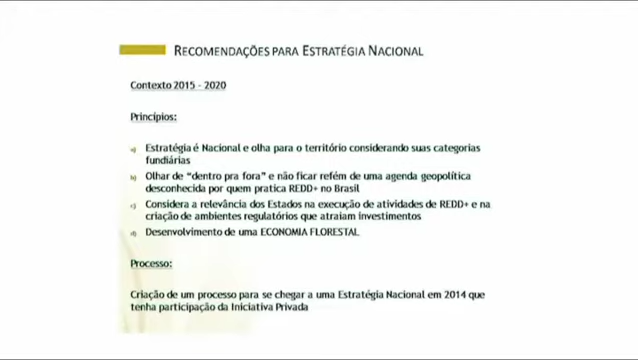 RECOMENDAÇÕES PARA ESTRATÉGIA NACIONAL
Contexto 2015 - 2020
Princípios:
a) Estratégia é Nacional e olha para o território considerando suas categorias
fundiárias
b) Olhar de “dentro pra fora” e não ficar refém de uma agenda geopolítica
desconhecida por quem pratica REDD+ no Brasil
c) Considera a relevância dos Estados na execução de atividades de REDD+ e na
criação de ambientes regulatórios que atraiam investimentos
d) Desenvolvimento de uma ECONOMIA FLORESTAL
Processo:
Criação de um processo para se chegar a uma Estratégia Nacional em 2014 que
tenha participação da Iniciativa Privada